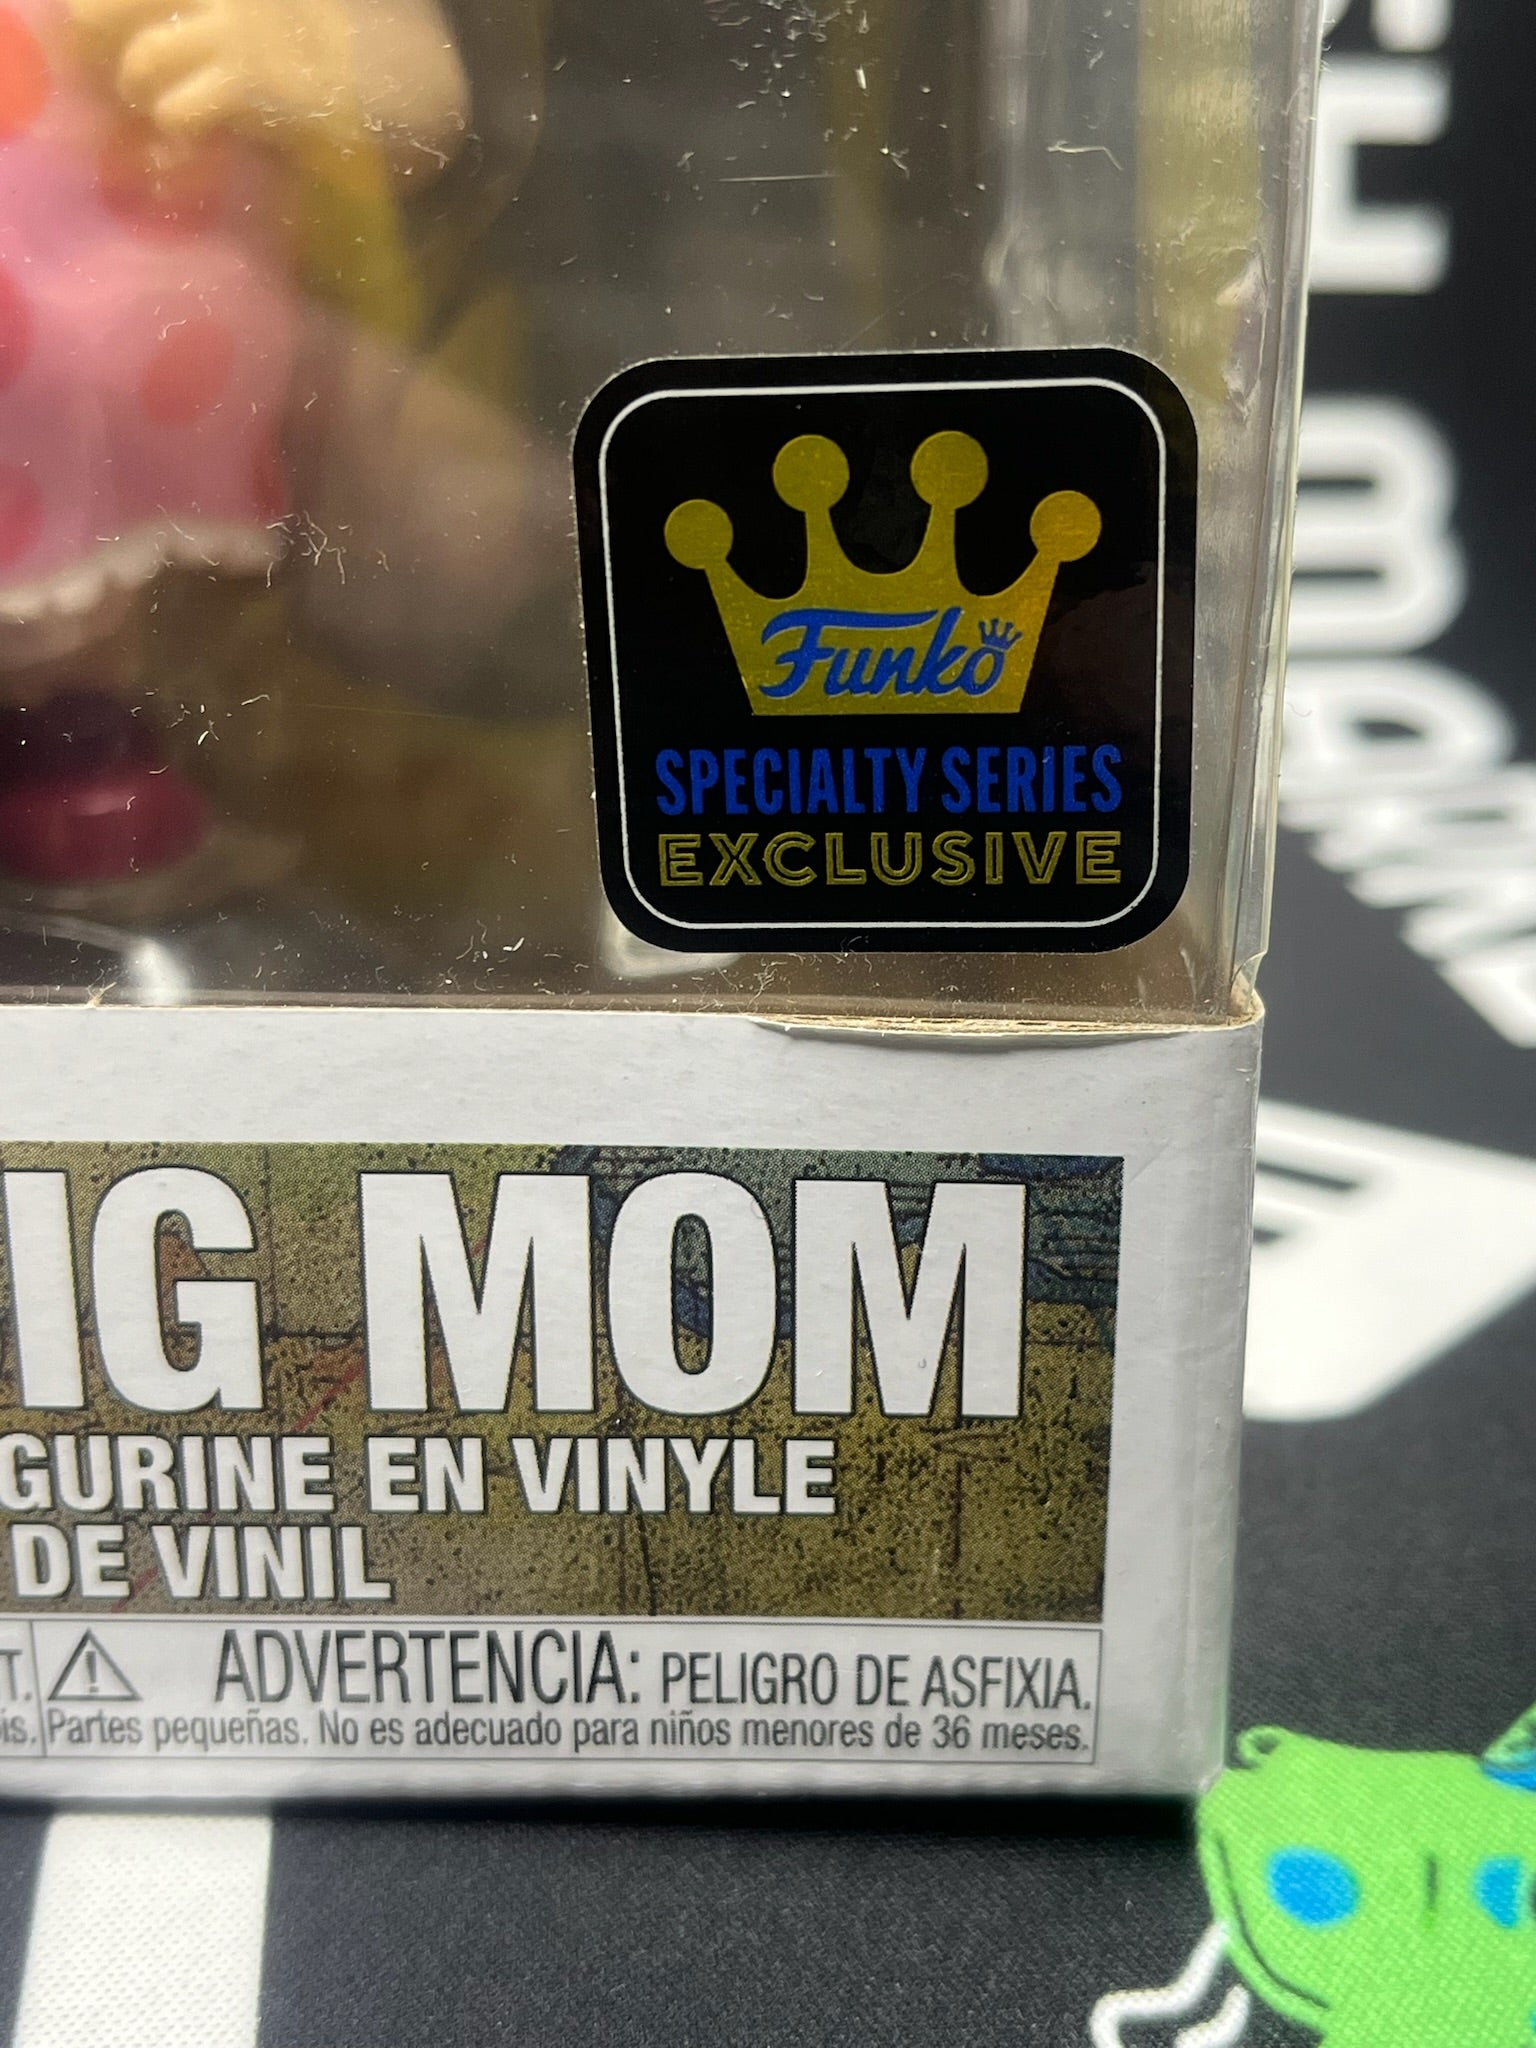 Funko
SPECIALTY SERIES
EXCLUSIVE
IG MOM
GURINE EN VINYLE
DE VINIL
T.
ADVERTENCIA: PELIGRO DE ASFIXIA.
is. Partes pequeñas. No es adecuado para niños menores de 36 meses.